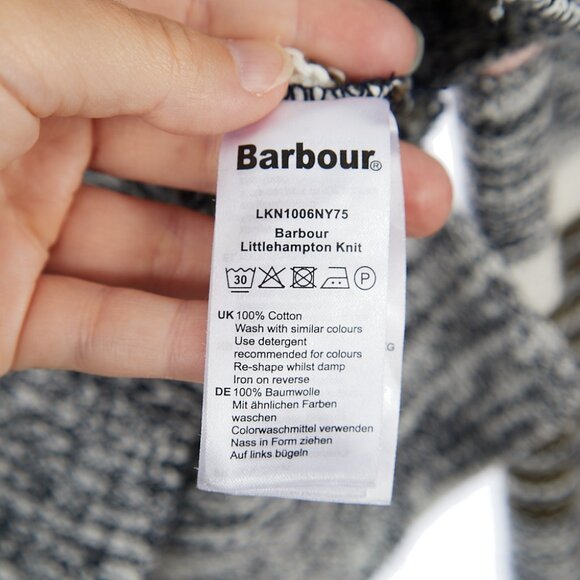 Barbour®
LKN1006NY75
Barbour
Littlehampton Knit
30 P
UK 100% Cotton
Wash with similar colours
Use detergent
recommended for colours
Re-shape whilst damp
Iron on reverse
DE 100% Baumwolle
Mit ähnlichen Farben
waschen
Colorwaschmittel verwenden
Nass in Form ziehen
Auf links bügeln